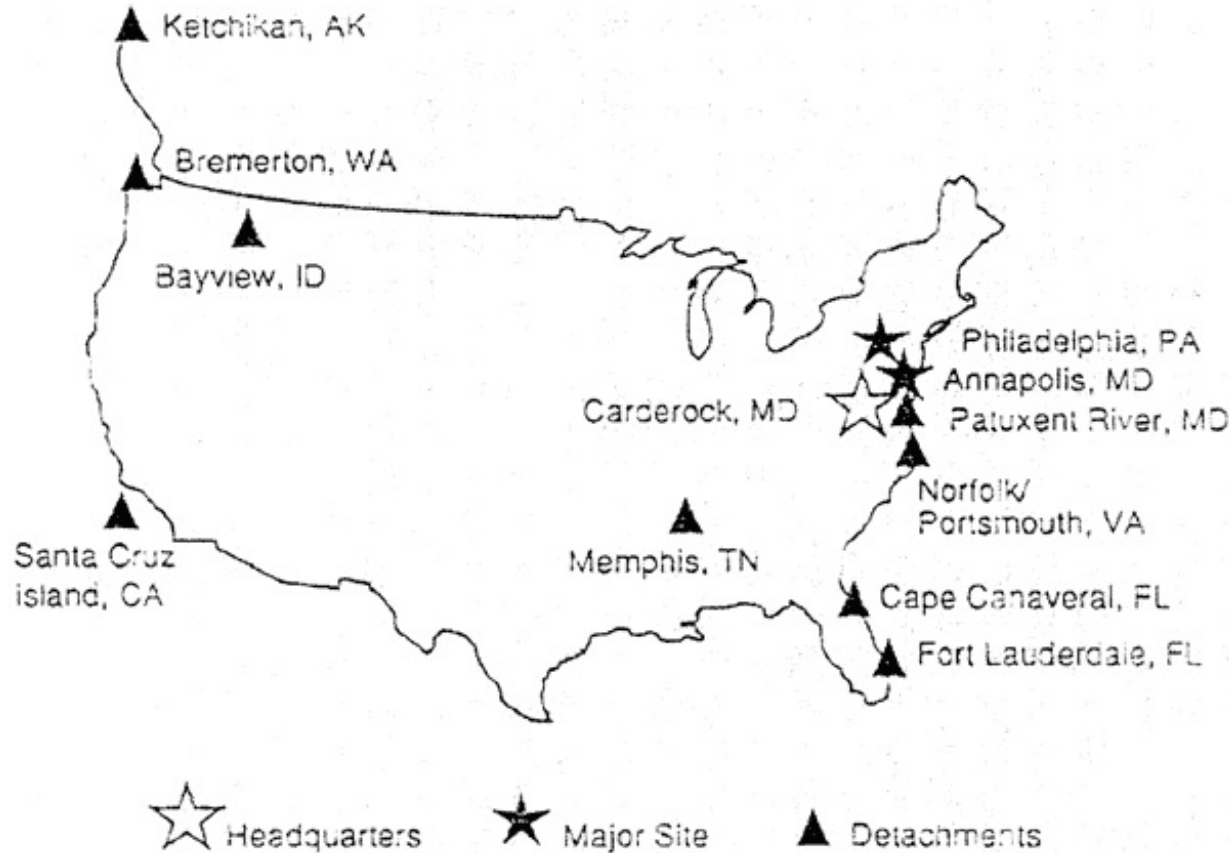 Ketchikan, AK
Bremerton, WA
Bayview, ID
Philadelphia, PA
Annapolis, MD
Carderock, MD
Patuxent River, MD
Norfolk/
Portsmouth, VA
Santa Cruz
island, CA
Memphis, TN
Cape Canaveral, FL
Fort Lauderdale, FL
Headquarters
Major Site
Detachments